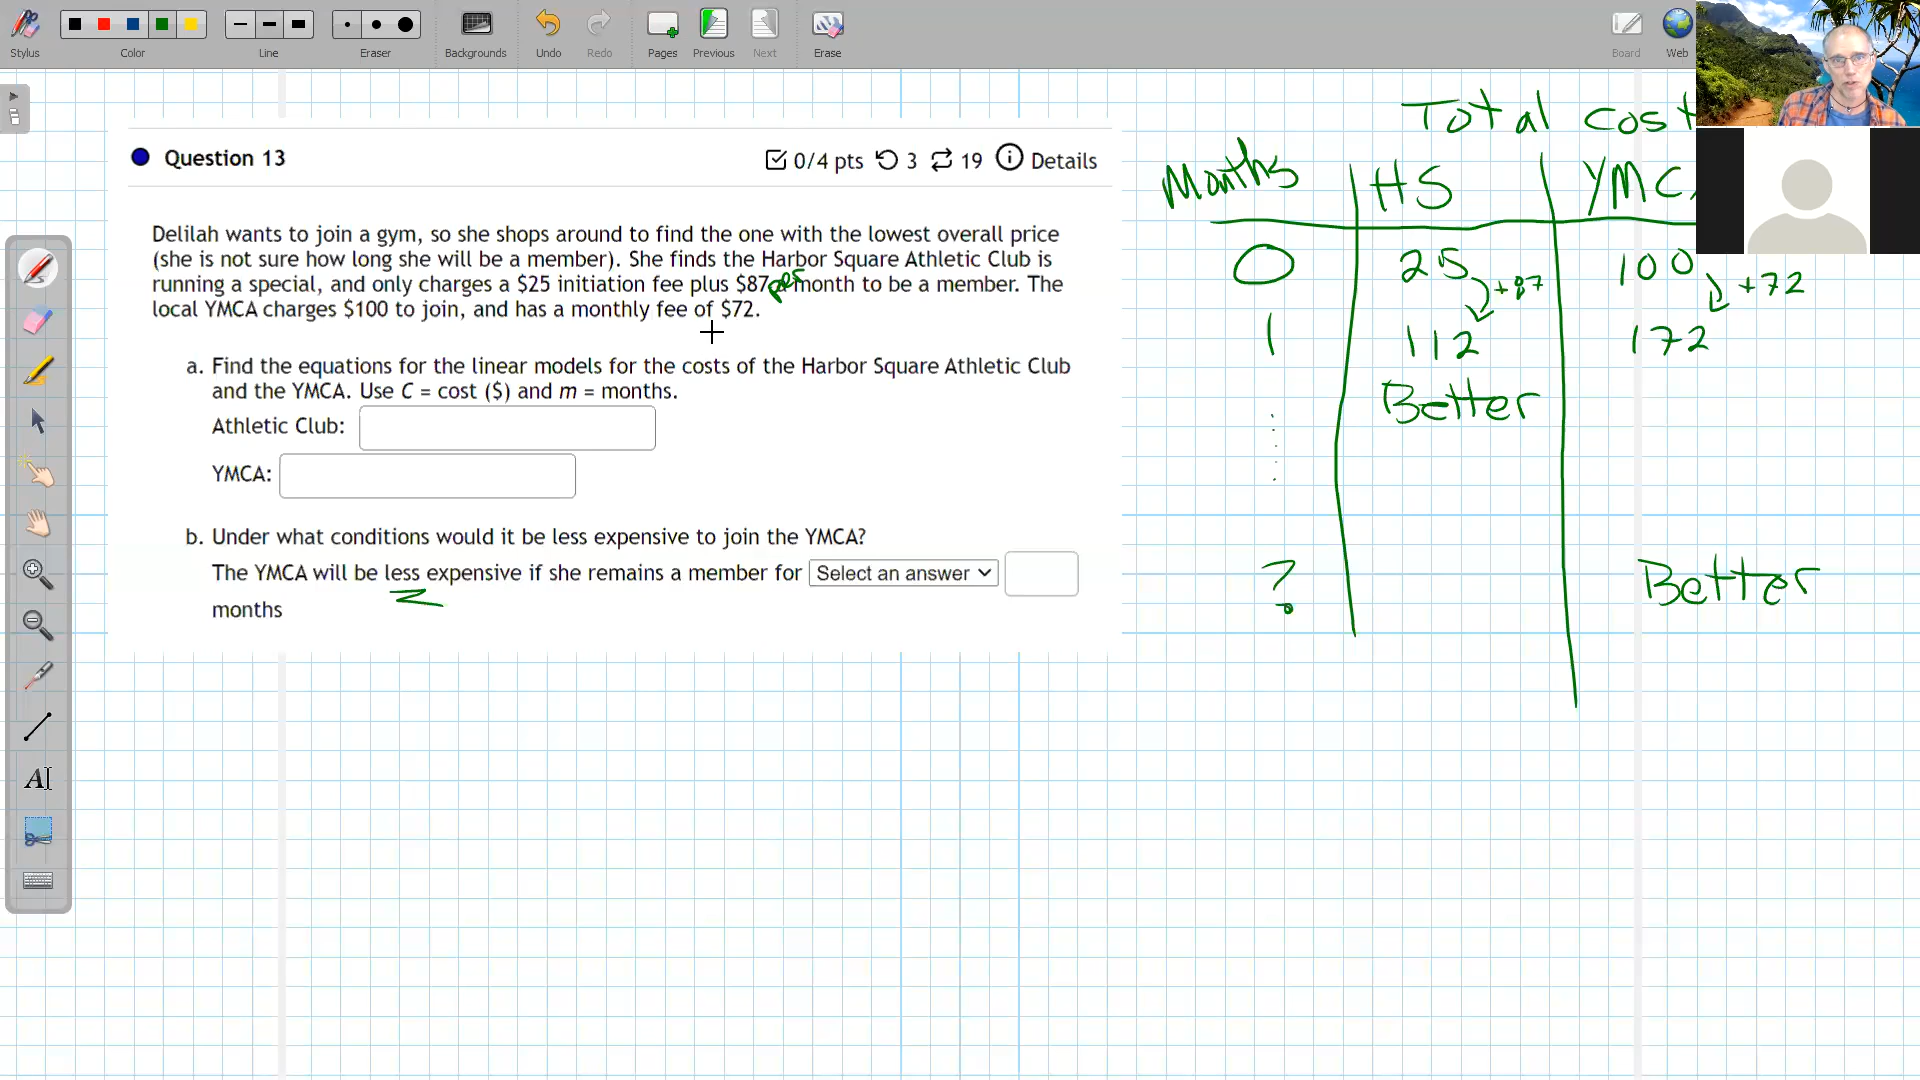 Stylus
Color
Line
Eraser
Backgrounds
Undo
Redo
Pages
Previous
Next
Erase
Board
Web
Question 13
0/4 pts 3 19 Details
Delilah wants to join a gym, so she shops around to find the one with the lowest overall price
(she is not sure how long she will be a member). She finds the Harbor Square Athletic Club is
running a special, and only charges a $25 initiation fee plus $87 per month to be a member. The
local YMCA charges $100 to join, and has a monthly fee of $72.
a. Find the equations for the linear models for the costs of the Harbor Square Athletic Club
and the YMCA. Use C = cost ($) and m = months.
Athletic Club:
YMCA:
b. Under what conditions would it be less expensive to join the YMCA?
The YMCA will be less expensive if she remains a member for Select an answer
months
Total cost
Months HS YMCA
0 25 100
+87 +72
1 112 172
Better
? Better
AI